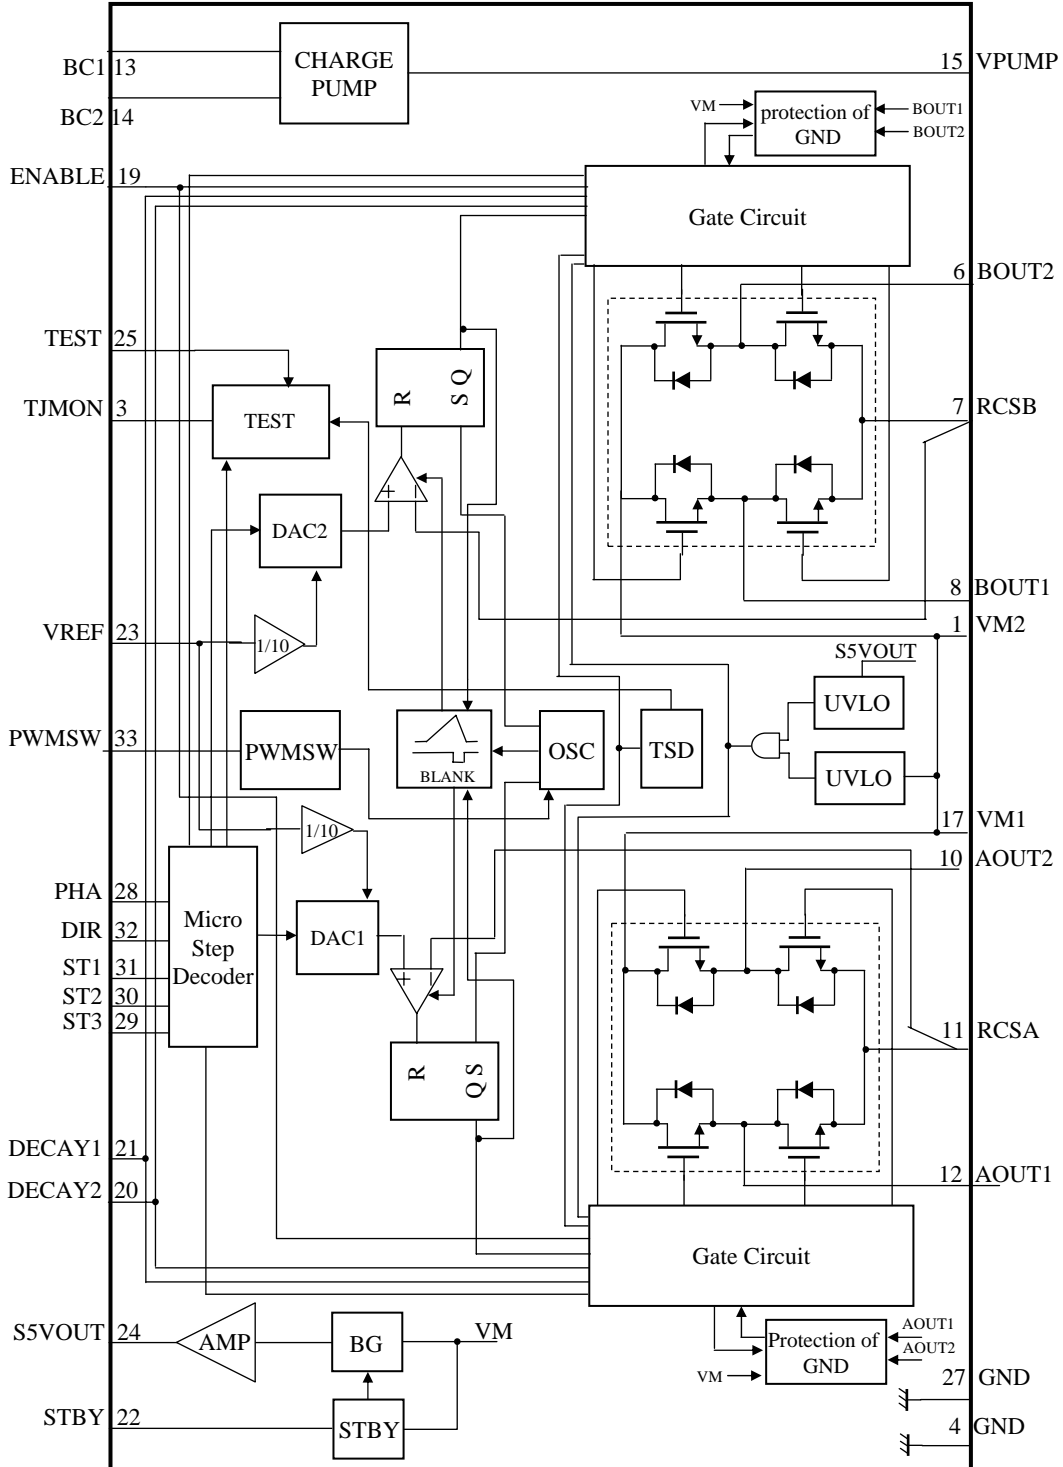 CHARGE
PUMP
BC1 13
BC2 14
15 VPUMP
VM
protection of
GND
BOUT1
BOUT2
ENABLE 19
Gate Circuit
6 BOUT2
TEST 25
TJMON 3
TEST
R
S Q
7 RCSB
+ −
DAC2
8 BOUT1
VREF 23
1/10
1 VM2
S5VOUT
UVLO
PWMSW 33
PWMSW
BLANK
OSC
TSD
UVLO
1/10
17 VM1
10 AOUT2
PHA 28
DIR 32
ST1 31
ST2 30
ST3 29
Micro
Step
Decoder
DAC1
+ −
11 RCSA
R
Q S
DECAY1 21
DECAY2 20
12 AOUT1
Gate Circuit
S5VOUT 24
AMP
BG
VM
Protection of
GND
AOUT1
AOUT2
VM
27 GND
STBY 22
STBY
4 GND